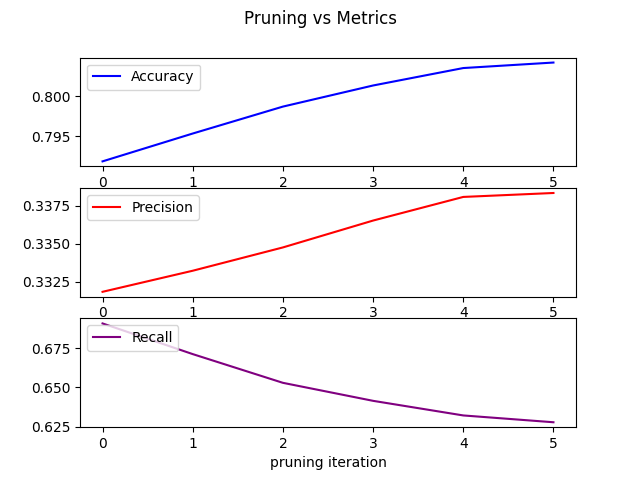 Pruning vs Metrics
Accuracy
0.800
0.795
0 1 2 3 4 5
Precision
0.3375
0.3350
0.3325
0 1 2 3 4 5
Recall
0.675
0.650
0.625
0 1 2 3 4 5
pruning iteration